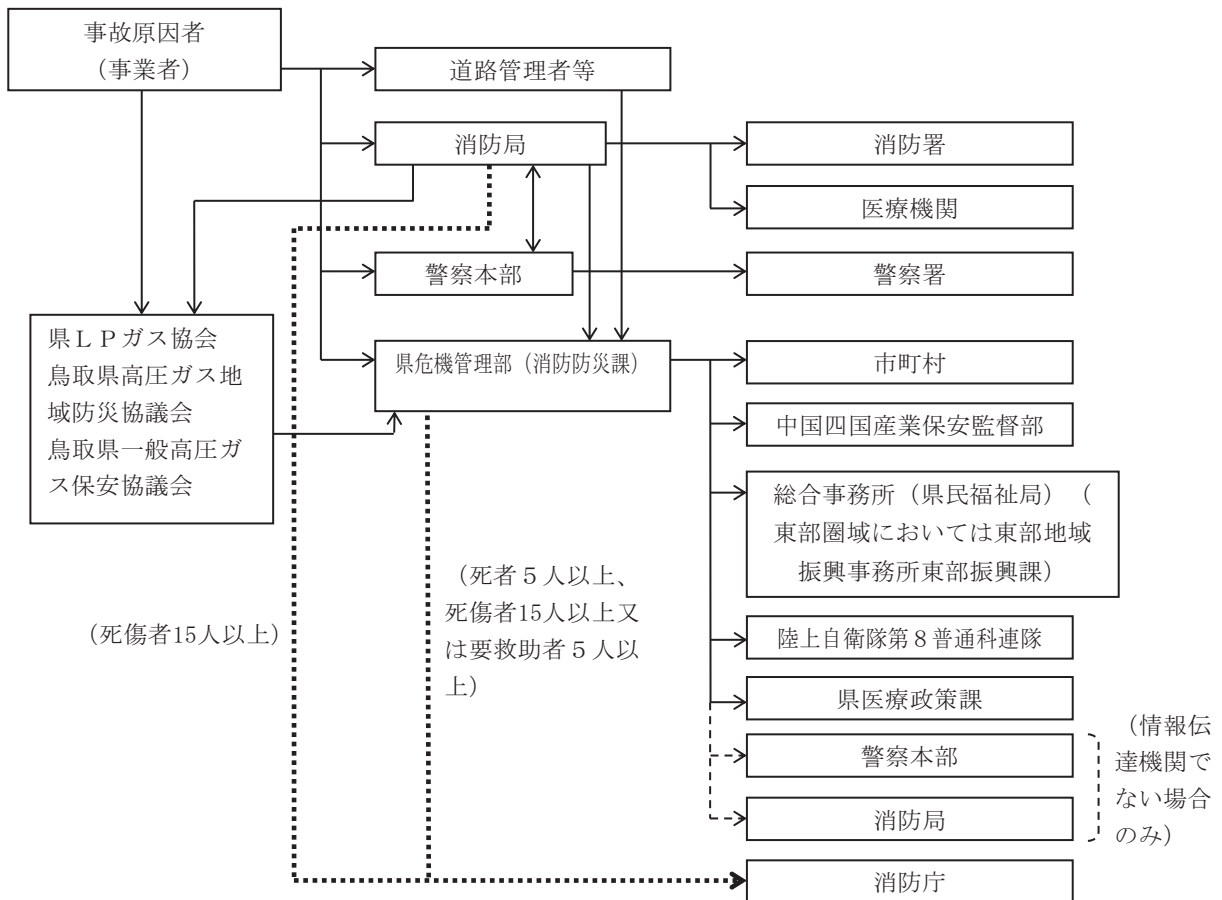 事故原因者
（事業者）
道路管理者等
消防局
消防署
医療機関
警察本部
警察署
県ＬＰガス協会
鳥取県高圧ガス地
域防災協議会
鳥取県一般高圧ガ
ス保安協議会
県危機管理部（消防防災課）
市町村
中国四国産業保安監督部
総合事務所（県民福祉局）（
東部圏域においては東部地域
振興事務所東部振興課）
（死者５人以上、
死傷者15人以上又
は要救助者５人以
上）
（死傷者15人以上）
陸上自衛隊第８普通科連隊
県医療政策課
警察本部
消防局
（情報伝
達機関で
ない場合
のみ）
消防庁